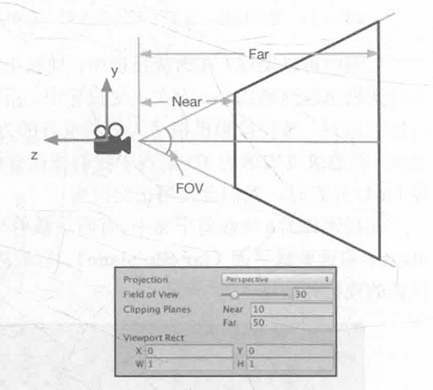 Far
y
Near
z
FOV
Projection Perspective
Field of View 30
Clipping Planes Near 10
Far 50
Viewport Rect
X 0 Y 0
W 1 H 1